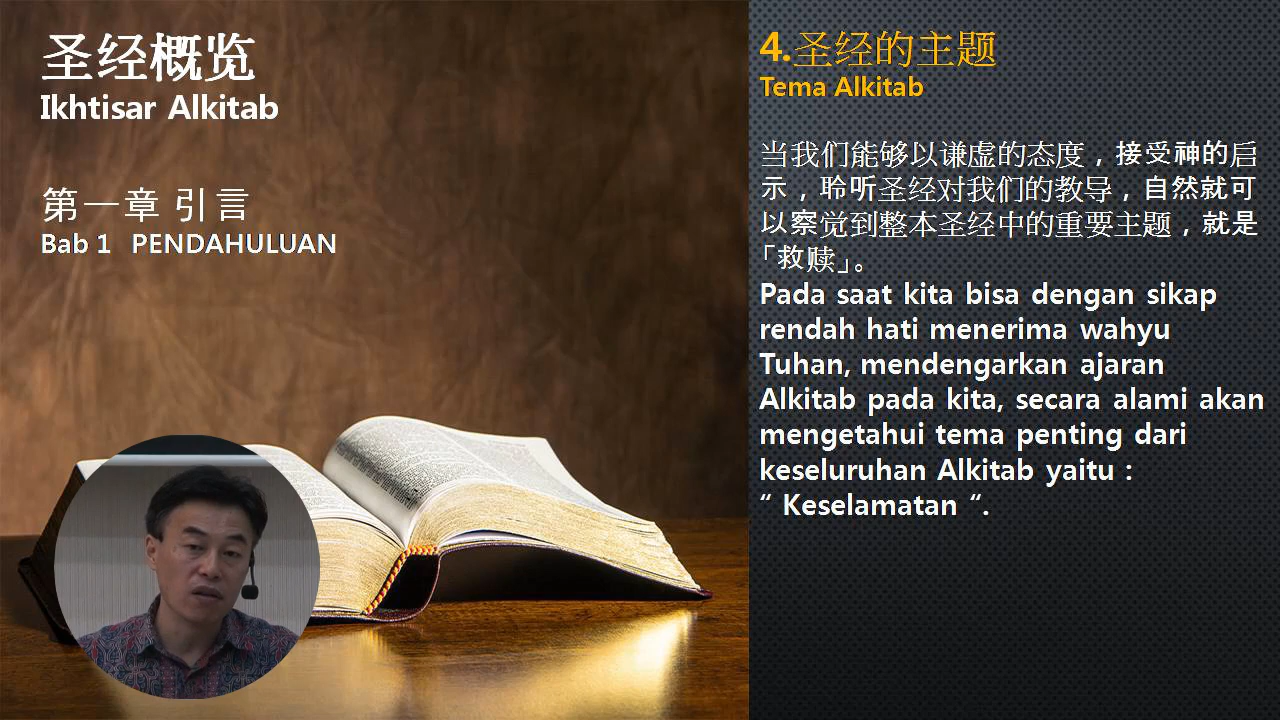 圣经概览
Ikhtisar Alkitab
第一章 引言
Bab 1 PENDAHULUAN
4.圣经的主题
Tema Alkitab
当我们能够以谦虚的态度，接受神的启
示，聆听圣经对我们的教导，自然就可
以察觉到整本圣经中的重要主题，就是
「救赎」。
Pada saat kita bisa dengan sikap
rendah hati menerima wahyu
Tuhan, mendengarkan ajaran
Alkitab pada kita, secara alami akan
mengetahui tema penting dari
keseluruhan Alkitab yaitu :
“ Keselamatan “.